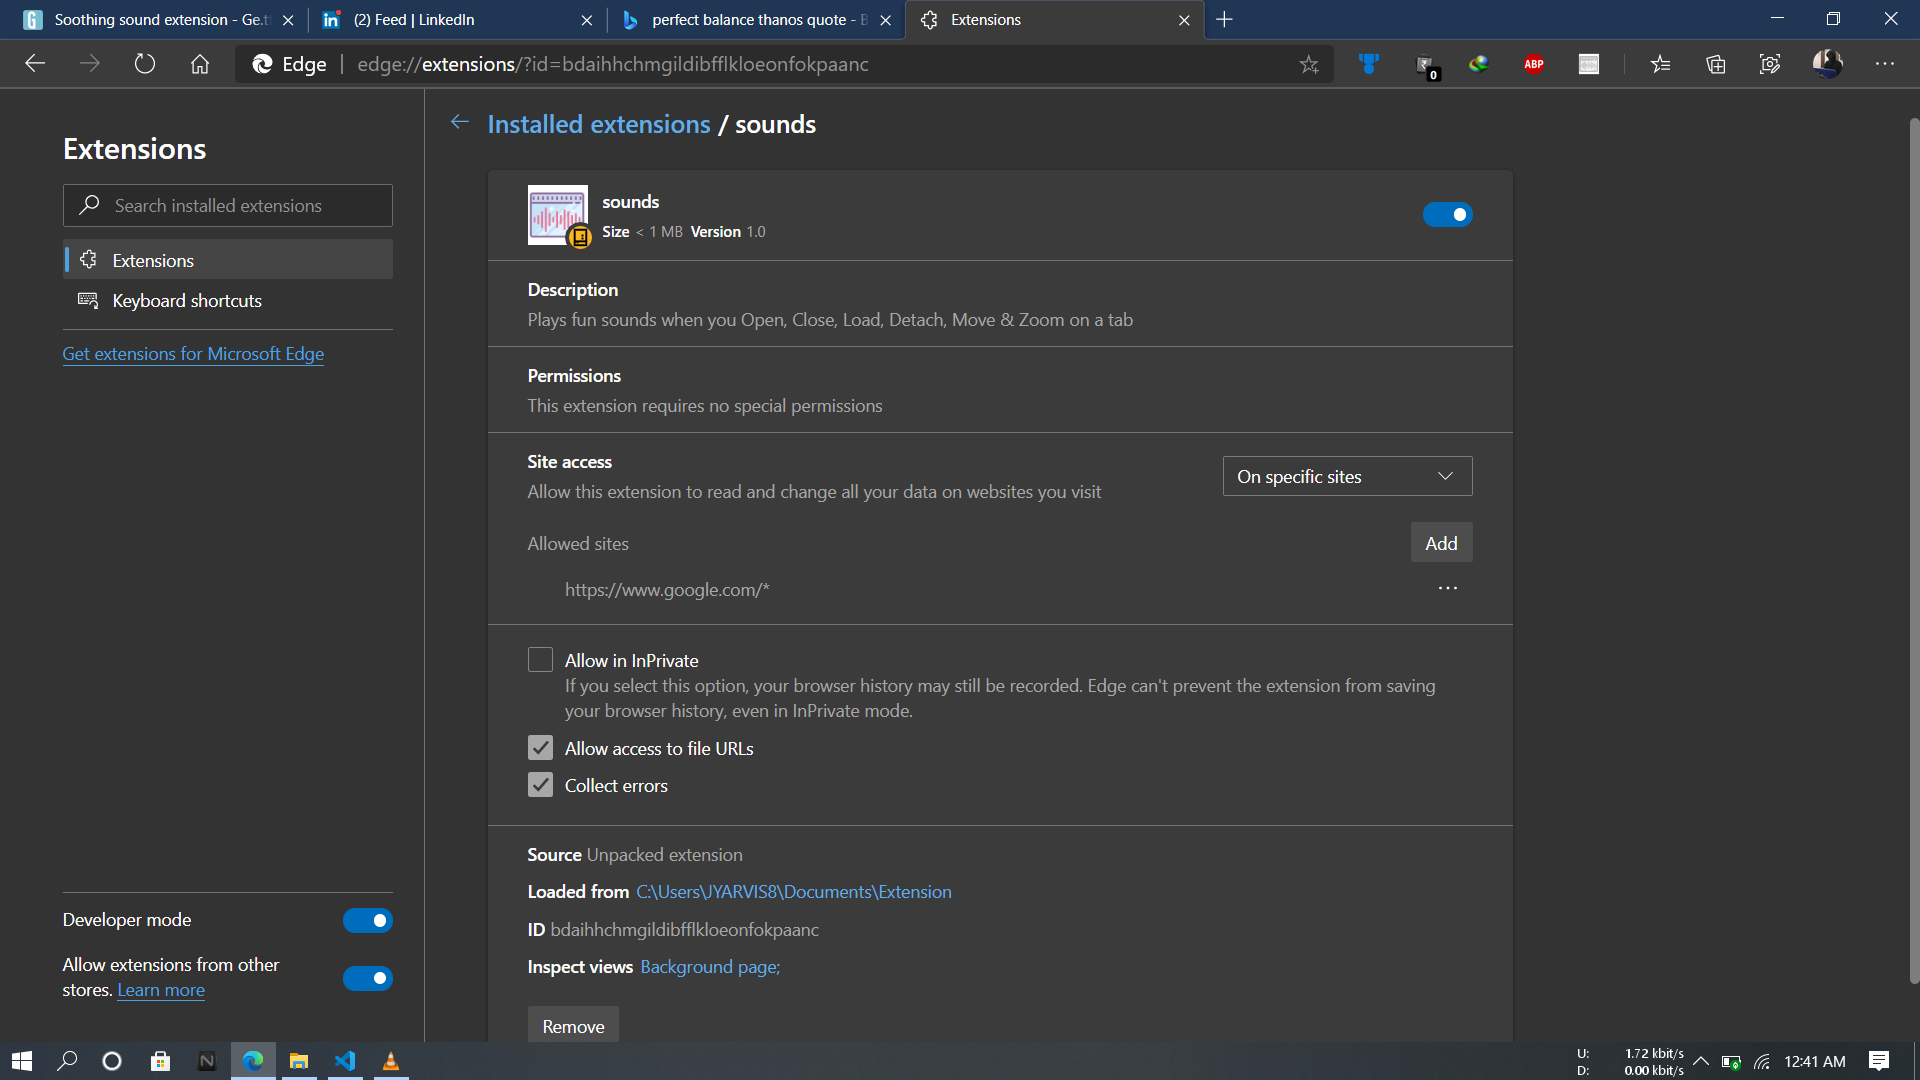 Soothing sound extension - Ge.t
(2) Feed | LinkedIn
perfect balance thanos quote - B
Extensions
Edge
edge://extensions/?id=bdaihhchmgildibfflkloeonfokpaanc
0
ABP
Extensions
Search installed extensions
Extensions
Keyboard shortcuts
Get extensions for Microsoft Edge
Developer mode
Allow extensions from other
stores. Learn more
Installed extensions / sounds
sounds
Size < 1 MB Version 1.0
Description
Plays fun sounds when you Open, Close, Load, Detach, Move & Zoom on a tab
Permissions
This extension requires no special permissions
Site access
Allow this extension to read and change all your data on websites you visit
On specific sites
Allowed sites
Add
https://www.google.com/*
Allow in InPrivate
If you select this option, your browser history may still be recorded. Edge can't prevent the extension from saving
your browser history, even in InPrivate mode.
Allow access to file URLs
Collect errors
Source Unpacked extension
Loaded from C:\Users\JYARVIS8\Documents\Extension
ID bdaihhchmgildibfflkloeonfokpaanc
Inspect views Background page;
Remove
U: 1.72 kbit/s
D: 0.00 kbit/s
12:41 AM